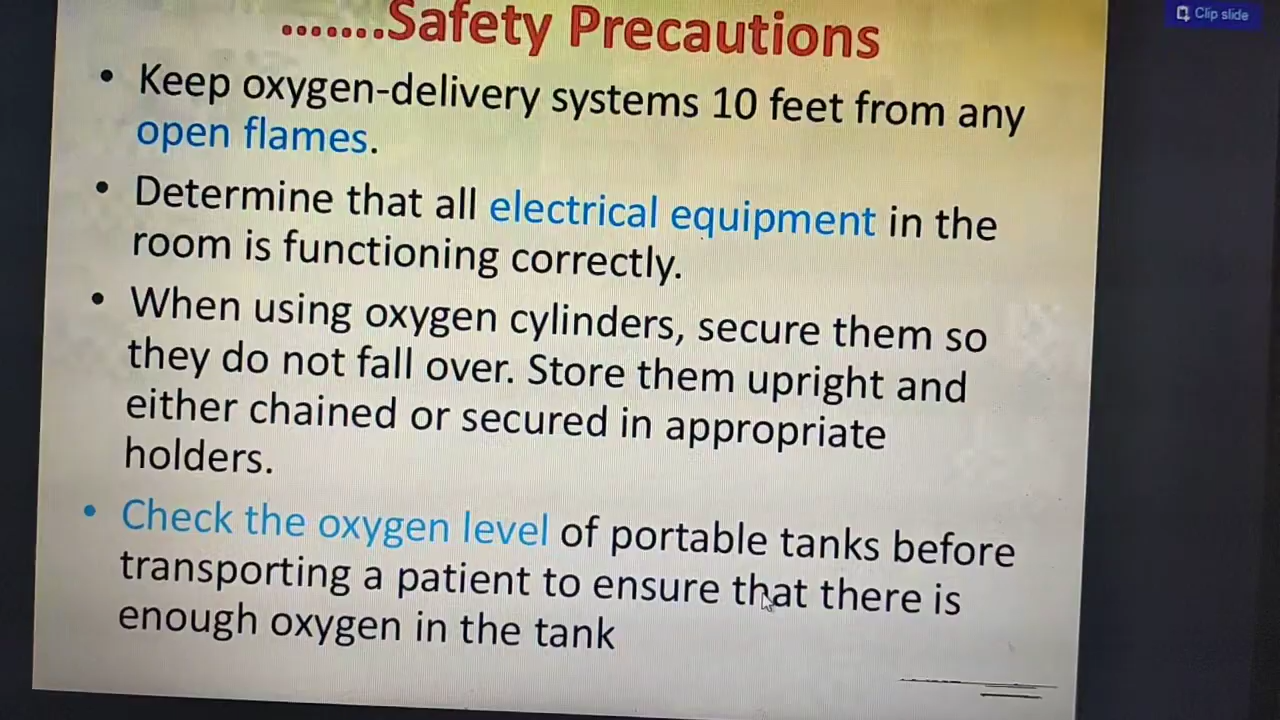 .......Safety Precautions
Clip slide
• Keep oxygen-delivery systems 10 feet from any
open flames.
• Determine that all electrical equipment in the
room is functioning correctly.
• When using oxygen cylinders, secure them so
they do not fall over. Store them upright and
either chained or secured in appropriate
holders.
• Check the oxygen level of portable tanks before
transporting a patient to ensure that there is
enough oxygen in the tank